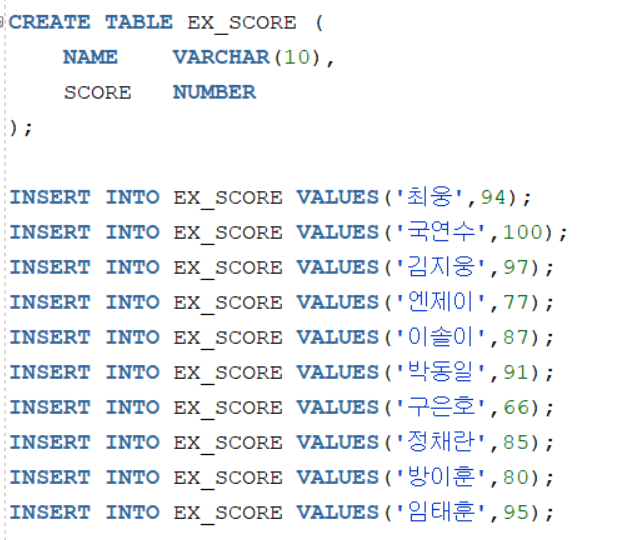 CREATE TABLE EX_SCORE (
NAME VARCHAR(10),
SCORE NUMBER
);
INSERT INTO EX_SCORE VALUES('최웅',94);
INSERT INTO EX_SCORE VALUES('국연수',100);
INSERT INTO EX_SCORE VALUES('김지웅',97);
INSERT INTO EX_SCORE VALUES('엔제이',77);
INSERT INTO EX_SCORE VALUES('이솔이',87);
INSERT INTO EX_SCORE VALUES('박동일',91);
INSERT INTO EX_SCORE VALUES('구은호',66);
INSERT INTO EX_SCORE VALUES('정채란',85);
INSERT INTO EX_SCORE VALUES('방이훈',80);
INSERT INTO EX_SCORE VALUES('임태훈',95);